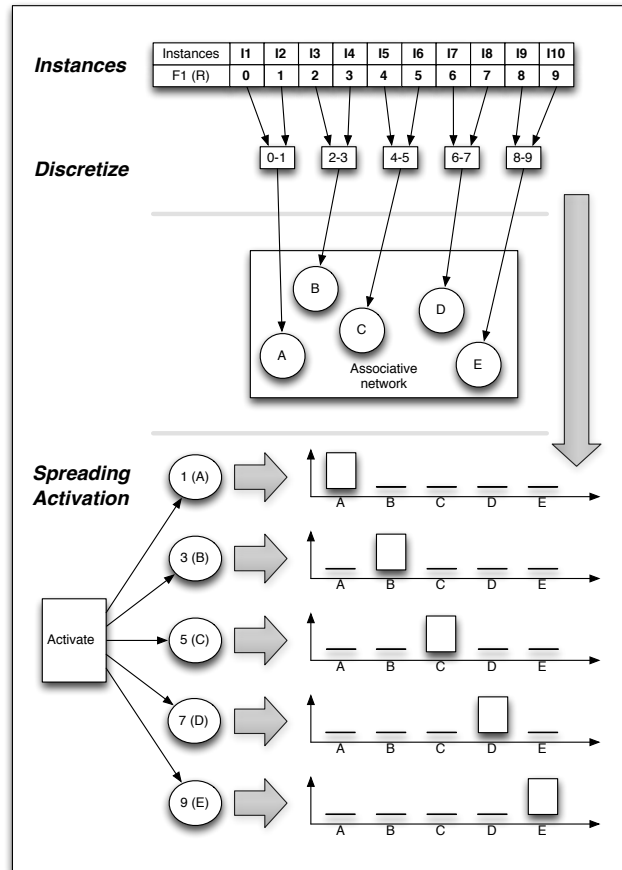 Instances
Instances I1 I2 I3 I4 I5 I6 I7 I8 I9 I10
F1 (R) 0 1 2 3 4 5 6 7 8 9
Discretize
0-1 2-3 4-5 6-7 8-9
B
D
C
A
E
Associative
network
Spreading
Activation
1 (A)
A B C D E
3 (B)
A B C D E
Activate
5 (C)
A B C D E
7 (D)
A B C D E
9 (E)
A B C D E